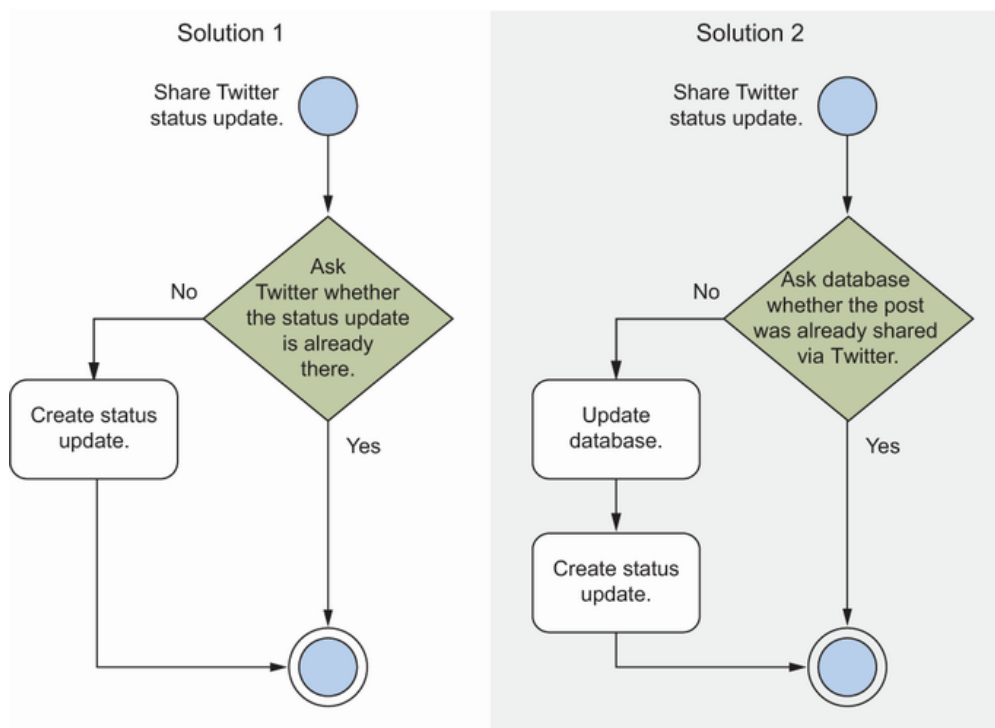 Solution 1
Share Twitter
status update.
Ask
Twitter whether
the status update
is already
there.
No
Create status
update.
Yes
Solution 2
Share Twitter
status update.
Ask database
whether the post
was already shared
via Twitter.
No
Update
database.
Yes
Create status
update.